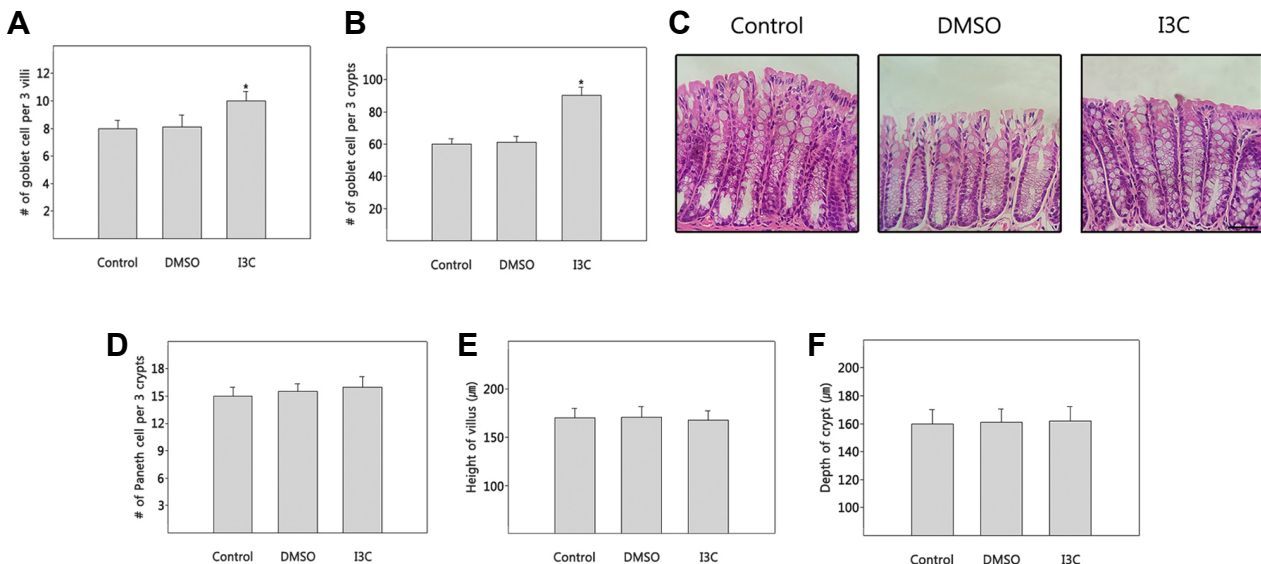 A
# of goblet cell per 3 villi
12
10
8
6
4
2
*
Control DMSO I3C
B
# of goblet cell per 3 crypts
100
80
60
40
20
*
Control DMSO I3C
C
Control DMSO I3C
D
# of Paneth cell per 3 crypts
18
15
12
9
6
3
Control DMSO I3C
E
Height of villus (㎛)
200
150
100
Control DMSO I3C
F
Depth of crypt (㎛)
200
180
160
140
120
100
Control DMSO I3C